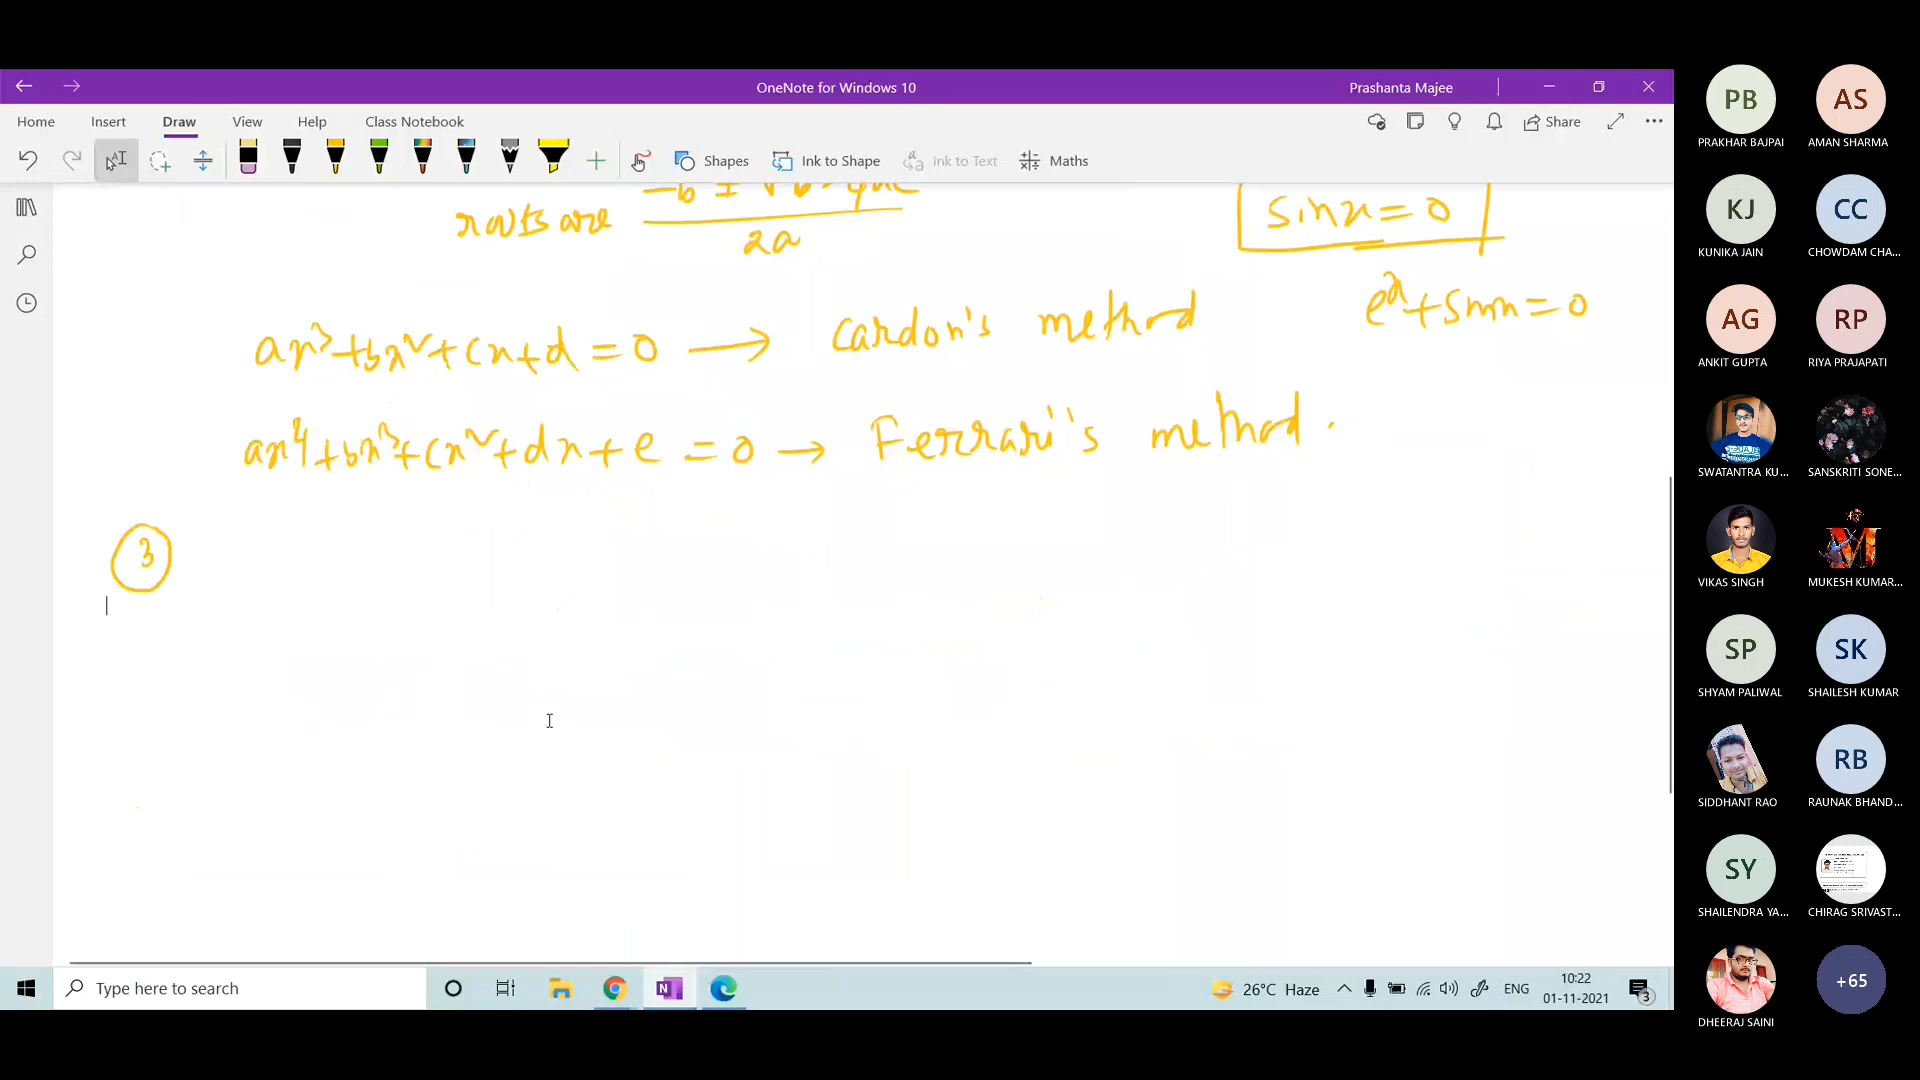 OneNote for Windows 10
Prashanta Majee
Home Insert Draw View Help Class Notebook
Share
Shapes
Ink to Shape
Ink to Text
Maths
roots are
-b ± √b²-4ac
2a
sinx = 0
e^x + sinx = 0
ax³+bx²+cx+d = 0 → Cardon's method
ax⁴+bx³+cx²+dx+e = 0 → Ferrari's method.
3
Type here to search
26°C Haze
ENG
10:22
01-11-2021
3
PB AS
PRAKHAR BAJPAI AMAN SHARMA
KJ CC
KUNIKA JAIN CHOWDAM CHA...
AG RP
ANKIT GUPTA RIYA PRAJAPATI
SWATANTRA KU... SANSKRITI SONE...
VIKAS SINGH MUKESH KUMAR...
SP SK
SHYAM PALIWAL SHAILESH KUMAR
RB
SIDDHANT RAO RAUNAK BHAND...
SY
SHAILENDRA YA... CHIRAG SRIVAST...
+65
DHEERAJ SAINI